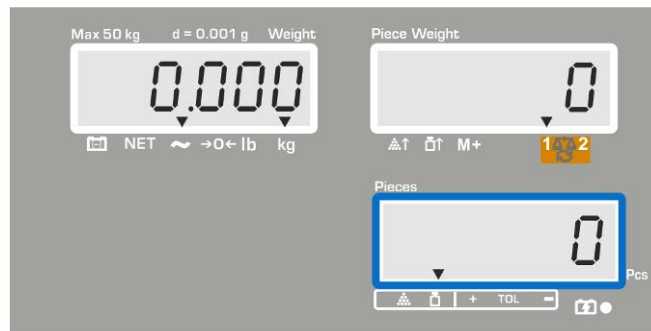 Max 50 kg d = 0.001 g Weight
0.000
NET →0← lb kg
Piece Weight
0
M+
1 2
Pieces
0
Pcs
+ TOL -